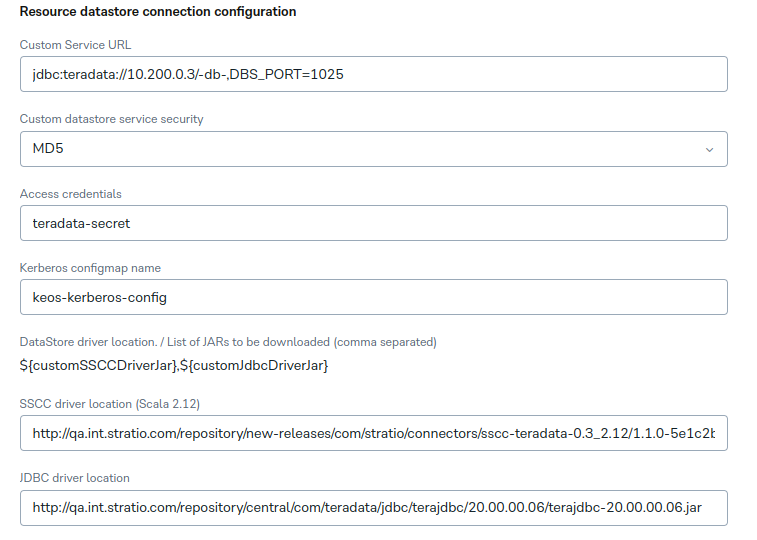 Resource datastore connection configuration
Custom Service URL
jdbc:teradata://10.200.0.3/-db-,DBS_PORT=1025
Custom datastore service security
MD5
Access credentials
teradata-secret
Kerberos configmap name
keos-kerberos-config
DataStore driver location. / List of JARs to be downloaded (comma separated)
${customSSCCDriverJar},${customJdbcDriverJar}
SSCC driver location (Scala 2.12)
http://qa.int.stratio.com/repository/new-releases/com/stratio/connectors/sscc-teradata-0.3_2.12/1.1.0-5e1c2b
JDBC driver location
http://qa.int.stratio.com/repository/central/com/teradata/jdbc/terajdbc/20.00.00.06/terajdbc-20.00.00.06.jar